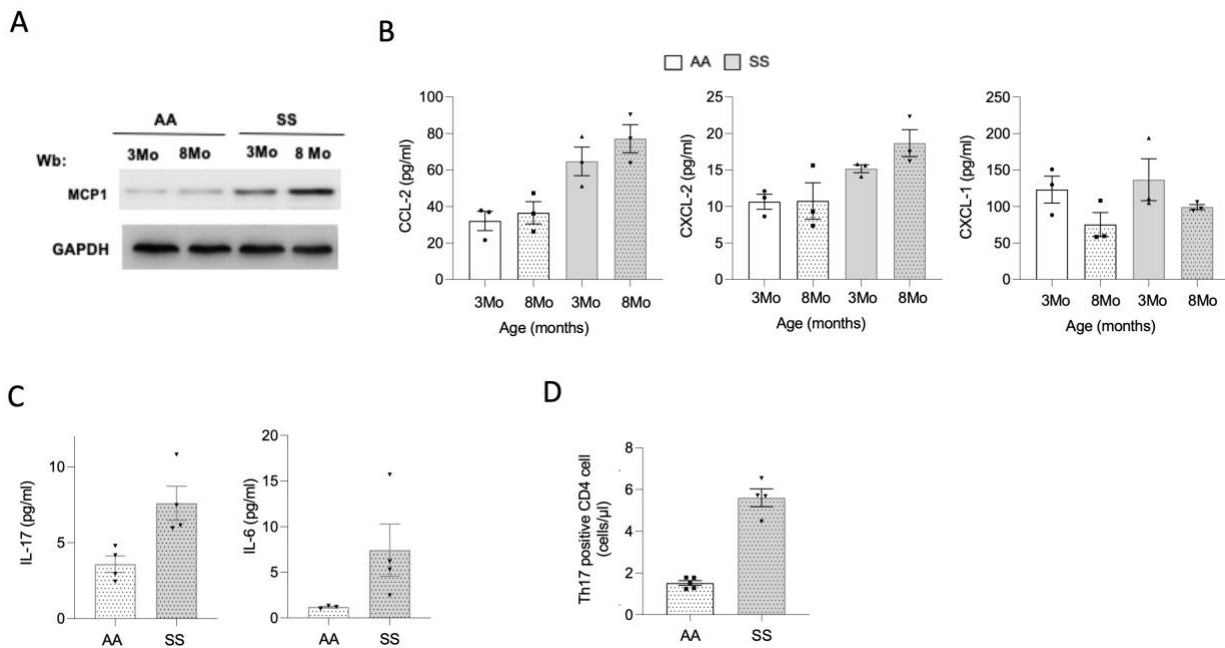 A
AA SS
Wb: 3Mo 8Mo 3Mo 8 Mo
MCP1
GAPDH
B
AA SS
CCL-2 (pg/ml)
100
80
60
40
20
0
3Mo 8Mo 3Mo 8Mo
Age (months)
CXCL-2 (pg/ml)
25
20
15
10
5
0
3Mo 8Mo 3Mo 8Mo
Age (months)
CXCL-1 (pg/ml)
250
200
150
100
50
0
3Mo 8Mo 3Mo 8Mo
Age (months)
C
IL-17 (pg/ml)
10
5
0
AA SS
IL-6 (pg/ml)
20
15
10
5
0
AA SS
D
Th17 positive CD4 cell
(cells/µl)
8
6
4
2
0
AA SS